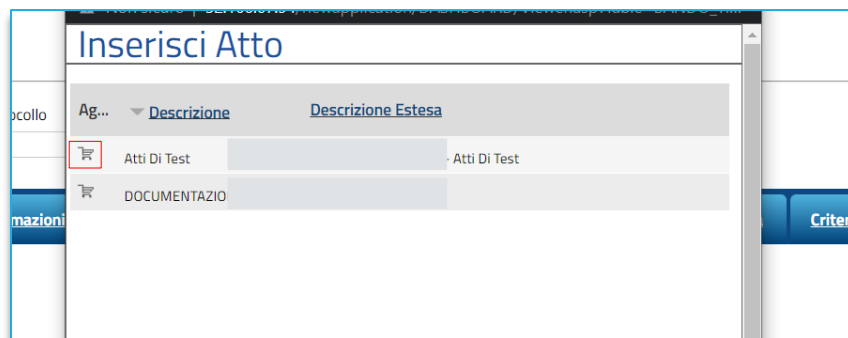 Inserisci Atto
ocollo
Ag... Descrizione Descrizione Estesa
Atti Di Test - Atti Di Test
DOCUMENTAZIO
mazioni
Criter